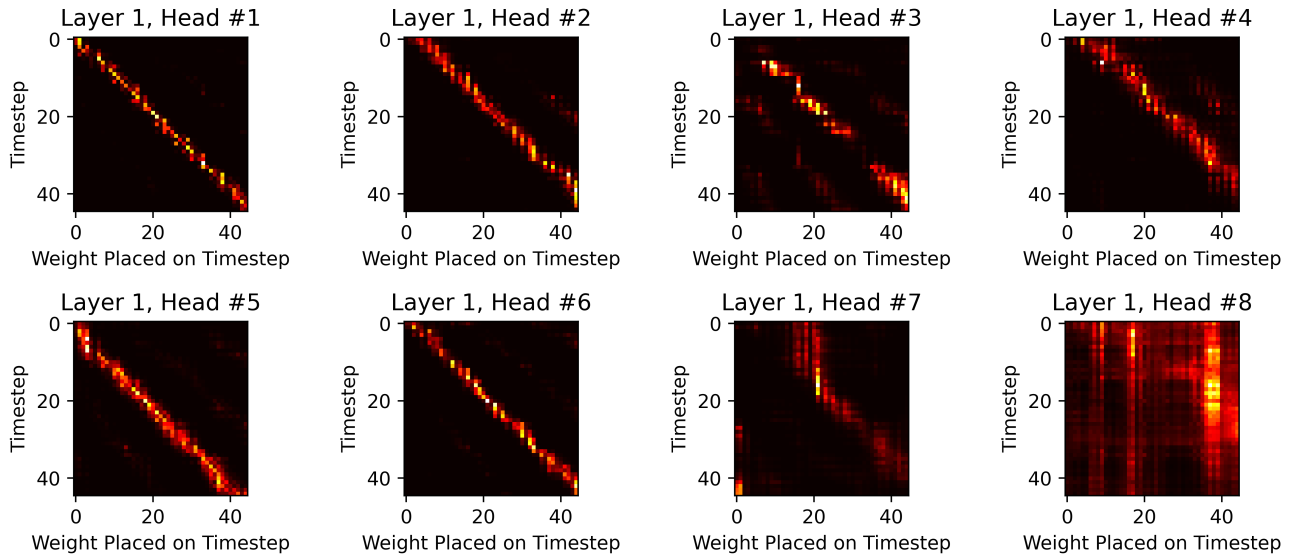 Layer 1, Head #1
Layer 1, Head #2
Layer 1, Head #3
Layer 1, Head #4
0
20
40
Timestep
0
20
40
Weight Placed on Timestep
0
20
40
Timestep
0
20
40
Weight Placed on Timestep
0
20
40
Timestep
0
20
40
Weight Placed on Timestep
0
20
40
Timestep
0
20
40
Weight Placed on Timestep
Layer 1, Head #5
Layer 1, Head #6
Layer 1, Head #7
Layer 1, Head #8
0
20
40
Timestep
0
20
40
Weight Placed on Timestep
0
20
40
Timestep
0
20
40
Weight Placed on Timestep
0
20
40
Timestep
0
20
40
Weight Placed on Timestep
0
20
40
Timestep
0
20
40
Weight Placed on Timestep